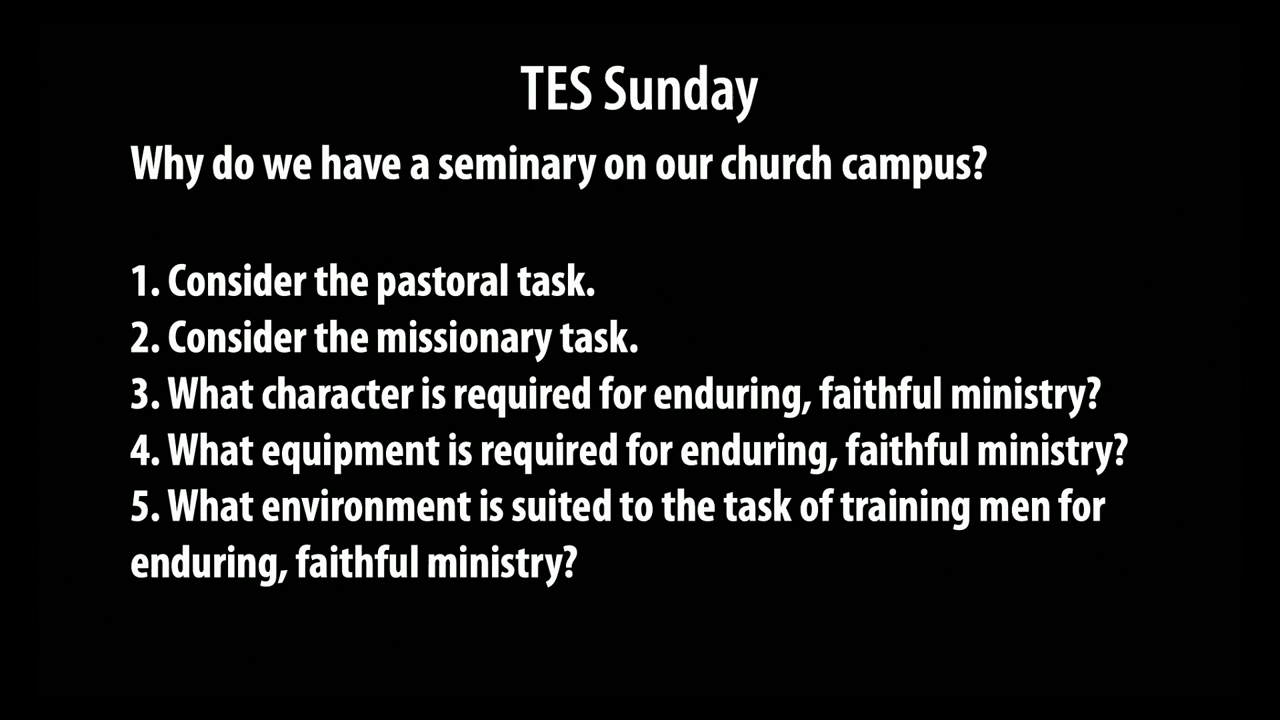 TES Sunday
Why do we have a seminary on our church campus?
1. Consider the pastoral task.
2. Consider the missionary task.
3. What character is required for enduring, faithful ministry?
4. What equipment is required for enduring, faithful ministry?
5. What environment is suited to the task of training men for
enduring, faithful ministry?